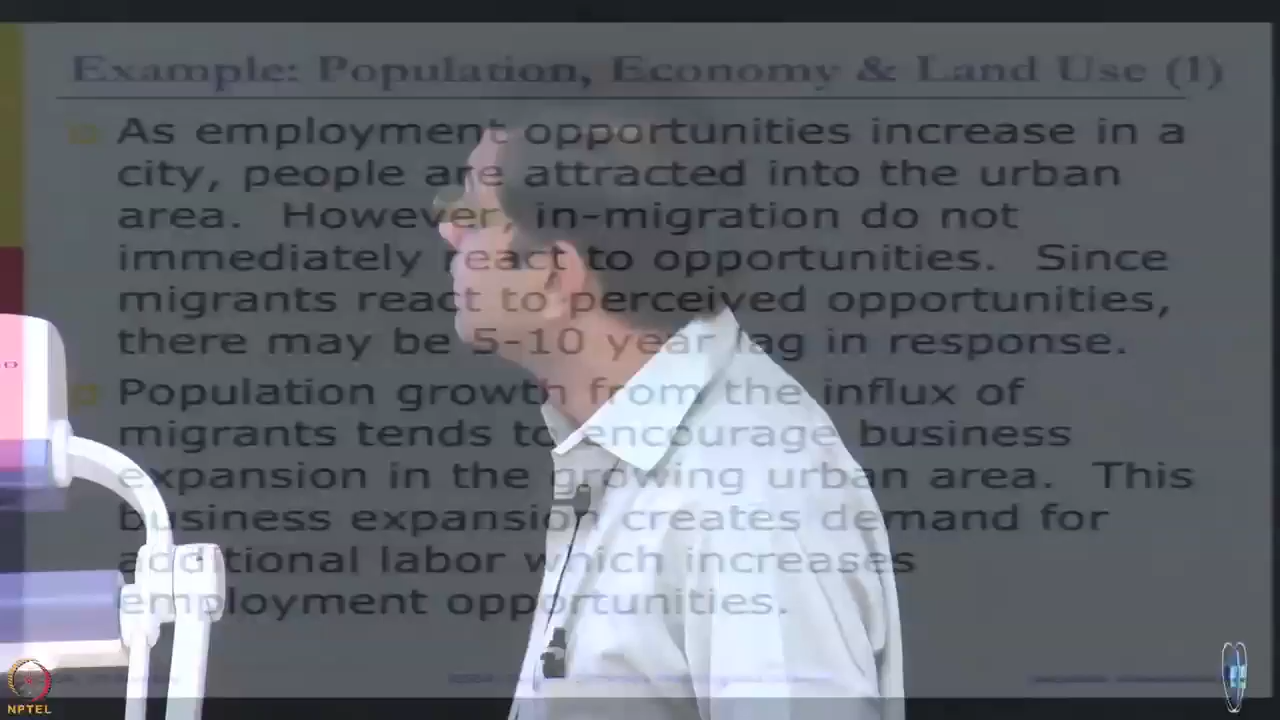 Example: Population, Economy & Land Use (1)
As employment opportunities increase in a
city, people are attracted into the urban
area. However, in-migration do not
immediately react to opportunities. Since
migrants react to perceived opportunities,
there may be 5-10 year lag in response.
Population growth from the influx of
migrants tends to encourage business
expansion in the growing urban area. This
business expansion creates demand for
additional labor which increases
employment opportunities.
NPTEL